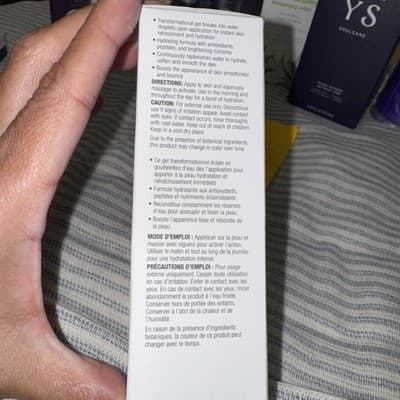 • Transformational gel breaks into water
droplets upon application for instant skin
refreshment and hydration
• Hydrating formula with antioxidants,
peptides, and brightening nutrients
• Continuously replenishes water to hydrate,
soften and smooth the skin
• Boosts the appearance of skin smoothness
and bounce
DIRECTIONS: Apply to skin and vigorously
massage to activate. Use in the morning and
throughout the day for a burst of hydration.
CAUTION: For external use only. Discontinue
use if signs of irritation appear. Avoid contact
with eyes. If contact occurs, rinse thoroughly
with cool water. Keep out of reach of children.
Keep in a cool dry place.
Due to the presence of botanical ingredients,
this product may change in color over time.
• Ce gel transformationnel éclate en
gouttelettes d'eau dès l'application pour
apporter à la peau hydratation et
rafraîchissement immédiats
• Formule hydratante aux antioxydants,
peptides et nutriments éclaircissants
• Reconstitue constamment les réserves
d'eau pour assouplir et lisser la peau.
• Booste l'apparence lisse et rebondie de
la peau
MODE D'EMPLOI : Appliquer sur la peau et
masser avec vigueur pour activer l'action.
Utiliser le matin et tout au long de la journée
pour une hydratation intense.
PRÉCAUTIONS D'EMPLOI : Pour usage
externe uniquement. Cesser toute utilisation
en cas d'irritation. Éviter le contact avec les
yeux. En cas de contact avec les yeux, rincer
abondamment le produit à l'eau froide.
Conserver hors de portée des enfants.
Conserver à l'abri de la chaleur et de
l'humidité.
En raison de la présence d'ingrédients
botaniques, la couleur de ce produit peut
changer avec le temps.
YS
SOULCARE